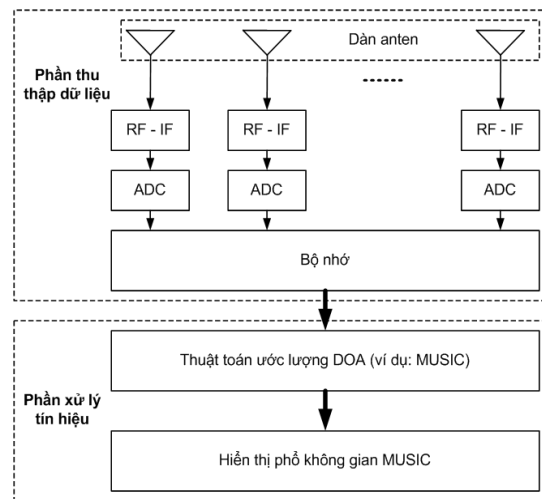 Dàn anten
Phần thu
thập dữ liệu
RF - IF
RF - IF
RF - IF
ADC
ADC
ADC
Bộ nhớ
Thuật toán ước lượng DOA (ví dụ: MUSIC)
Phần xử lý
tín hiệu
Hiển thị phổ không gian MUSIC